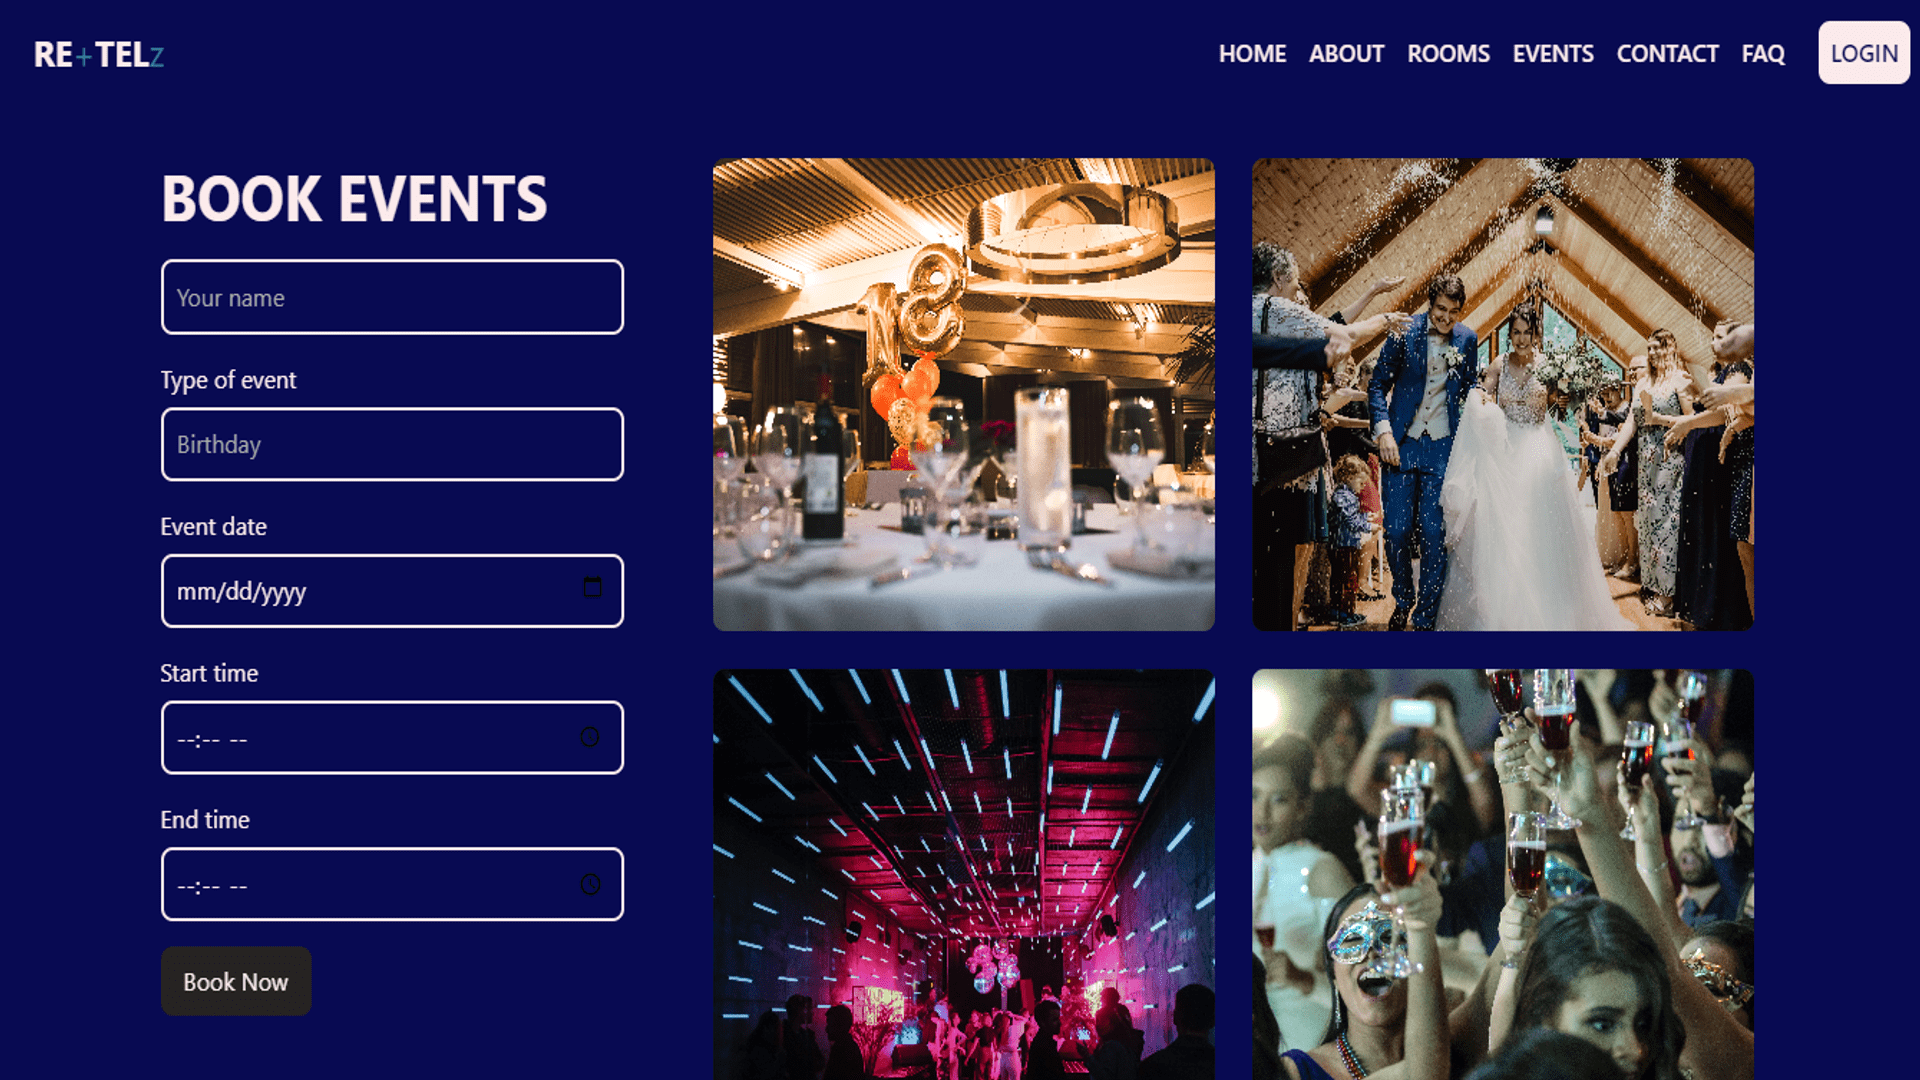 RE+TELZ
HOME ABOUT ROOMS EVENTS CONTACT FAQ LOGIN
BOOK EVENTS
Your name
Type of event
Birthday
Event date
mm/dd/yyyy
Start time
--:-- --
End time
--:-- --
Book Now
18